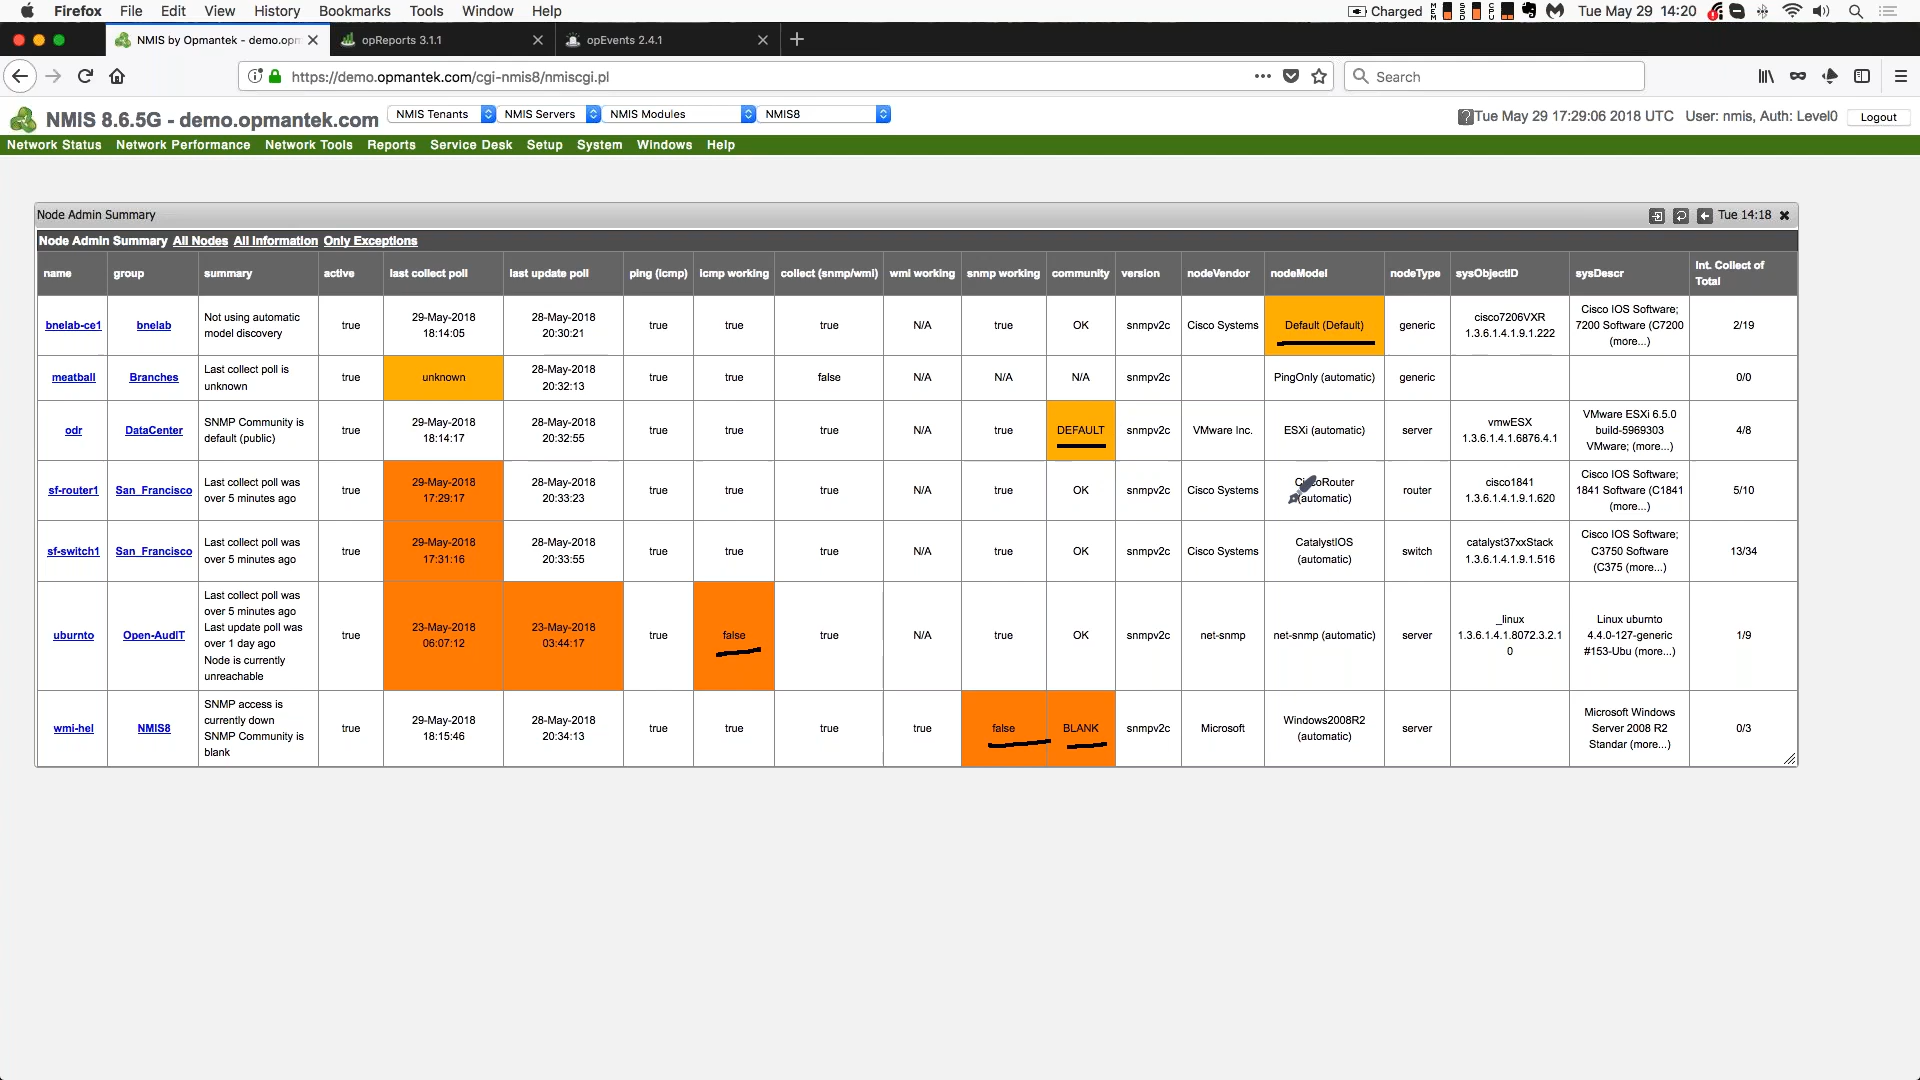 Firefox File Edit View History Bookmarks Tools Window Help Charged MEM SSD CPU Tue May 29 14:20
NMIS by Opmantek - demo.opm opReports 3.1.1 opEvents 2.4.1
https://demo.opmantek.com/cgi-nmis8/nmiscgi.pl Search
NMIS 8.6.5G - demo.opmantek.com NMIS Tenants NMIS Servers NMIS Modules NMIS8 ? Tue May 29 17:29:06 2018 UTC User: nmis, Auth: Level0 Logout
Network Status Network Performance Network Tools Reports Service Desk Setup System Windows Help
Node Admin Summary Tue 14:18
Node Admin Summary All Nodes All Information Only Exceptions
name group summary active last collect poll last update poll ping (icmp) icmp working collect (snmp/wmi) wmi working snmp working community version nodeVendor nodeModel nodeType sysObjectID sysDescr Int. Collect of
Total
bnelab-ce1 bnelab Not using automatic
model discovery true 29-May-2018
18:14:05 28-May-2018
20:30:21 true true true N/A true OK snmpv2c Cisco Systems Default (Default) generic cisco7206VXR
1.3.6.1.4.1.9.1.222 Cisco IOS Software;
7200 Software (C7200
(more...) 2/19
meatball Branches Last collect poll is
unknown true unknown 28-May-2018
20:32:13 true true false N/A N/A N/A snmpv2c PingOnly (automatic) generic 0/0
odr DataCenter SNMP Community is
default (public) true 29-May-2018
18:14:17 28-May-2018
20:32:55 true true true N/A true DEFAULT snmpv2c VMware Inc. ESXi (automatic) server vmwESX
1.3.6.1.4.1.6876.4.1 VMware ESXi 6.5.0
build-5969303
VMware; (more...) 4/8
sf-router1 San_Francisco Last collect poll was
over 5 minutes ago true 29-May-2018
17:29:17 28-May-2018
20:33:23 true true true N/A true OK snmpv2c Cisco Systems CiscoRouter
(automatic) router cisco1841
1.3.6.1.4.1.9.1.620 Cisco IOS Software;
1841 Software (C1841
(more...) 5/10
sf-switch1 San_Francisco Last collect poll was
over 5 minutes ago true 29-May-2018
17:31:16 28-May-2018
20:33:55 true true true N/A true OK snmpv2c Cisco Systems CatalystIOS
(automatic) switch catalyst37xxStack
1.3.6.1.4.1.9.1.516 Cisco IOS Software;
C3750 Software
(C375 (more...) 13/34
uburnto Open-AudIT Last collect poll was
over 5 minutes ago
Last update poll was
over 1 day ago
Node is currently
unreachable true 23-May-2018
06:07:12 23-May-2018
03:44:17 true false true N/A true OK snmpv2c net-snmp net-snmp (automatic) server _linux
1.3.6.1.4.1.8072.3.2.1
0 Linux uburnto
4.4.0-127-generic
#153-Ubu (more...) 1/9
wmi-hel NMIS8 SNMP access is
currently down
SNMP Community is
blank true 29-May-2018
18:15:46 28-May-2018
20:34:13 true true true true false BLANK snmpv2c Microsoft Windows2008R2
(automatic) server Microsoft Windows
Server 2008 R2
Standar (more...) 0/3